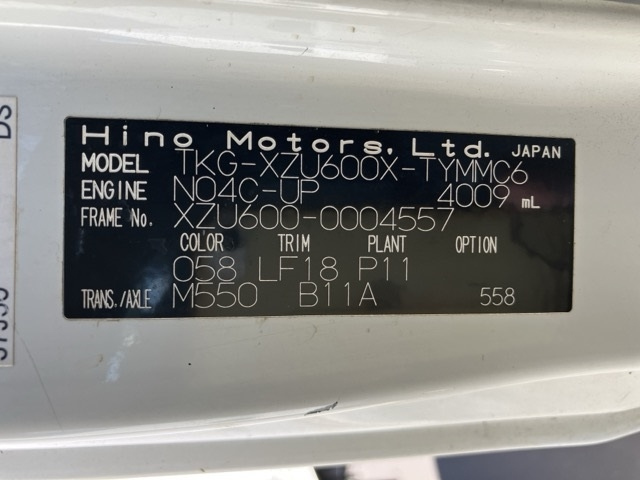 Hino Motors, Ltd. JAPAN
MODEL TKG-XZU600X-TYMMC6
ENGINE N04C-UP 4009 mL
FRAME No. XZU600-0004557
COLOR TRIM PLANT OPTION
058 LF18 P11
TRANS./AXLE M550 B11A 558
DS